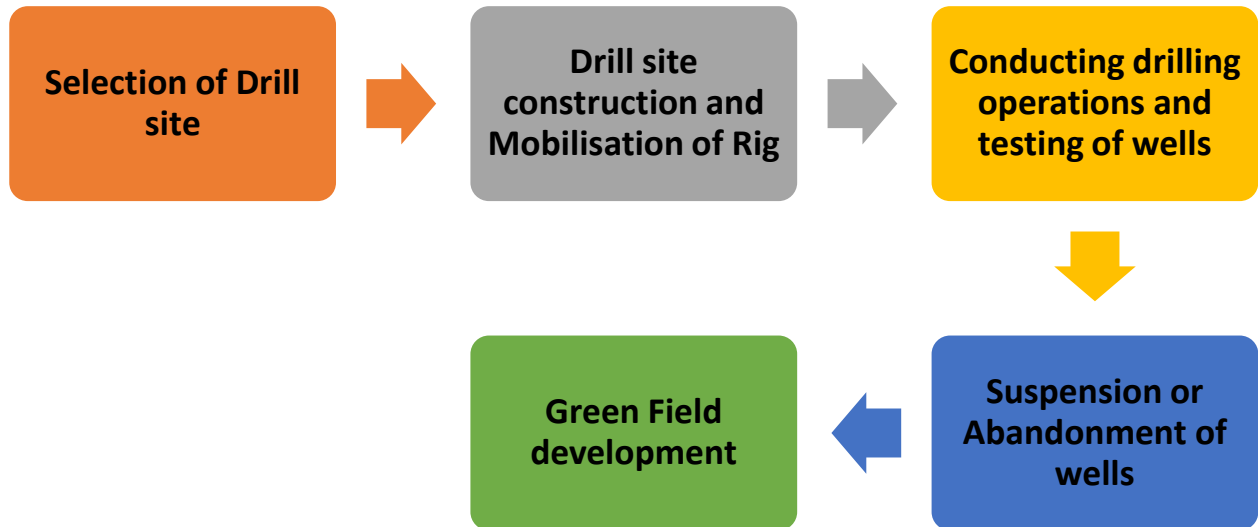 Selection of Drill
site
Drill site
construction and
Mobilisation of Rig
Conducting drilling
operations and
testing of wells
Suspension or
Abandonment of
wells
Green Field
development